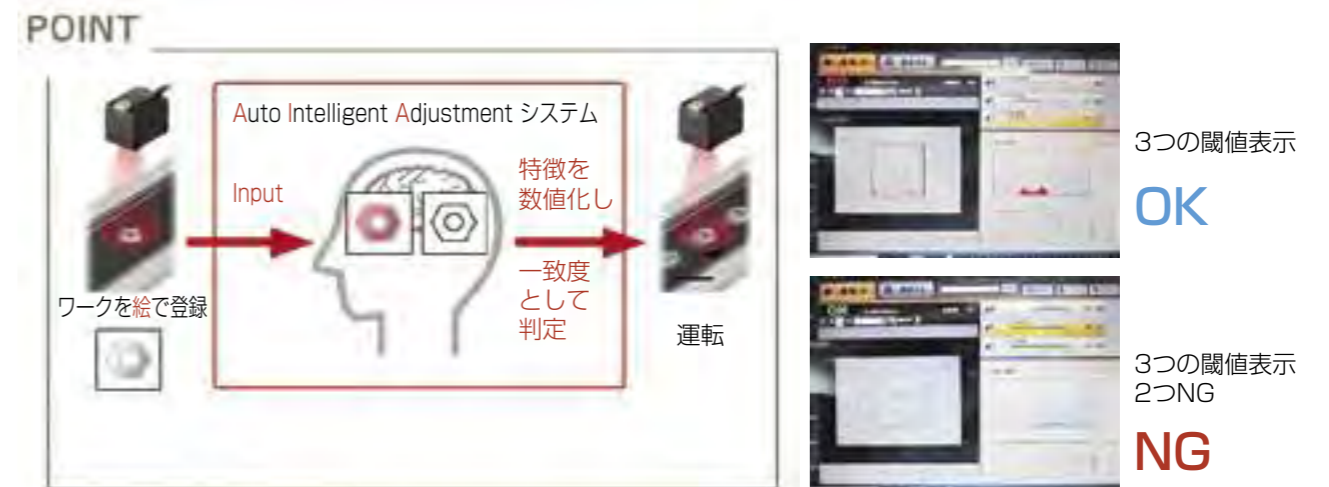 POINT
Auto Intelligent Adjustment システム
Input
特徴を
数値化し
一致度
として
判定
ワークを絵で登録
運転
3つの閾値表示
OK
3つの閾値表示
2つNG
NG